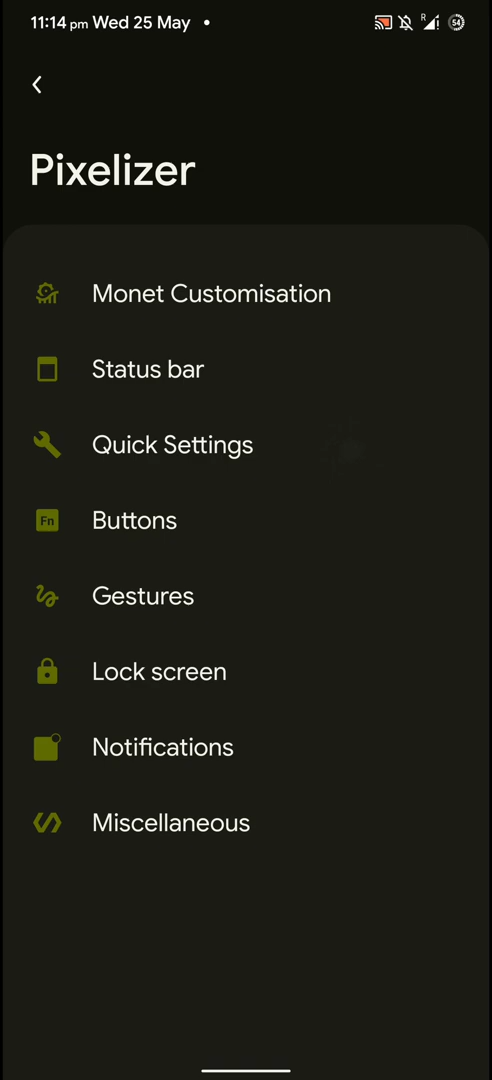 11:14 pm Wed 25 May •
R
54
Pixelizer
Monet Customisation
Status bar
Quick Settings
Fn
Buttons
Gestures
Lock screen
Notifications
Miscellaneous